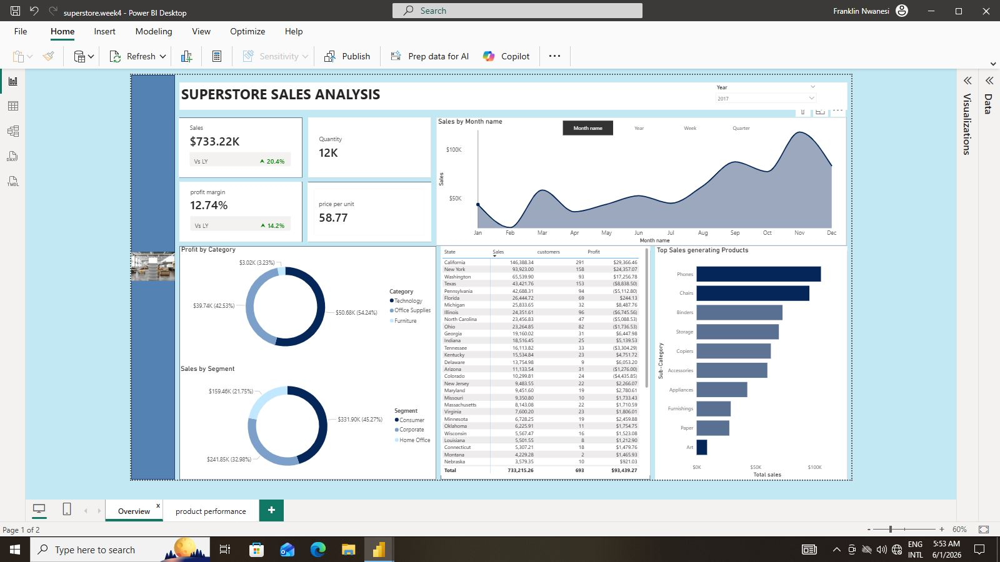 superstore.week4 - Power BI Desktop
Search
Franklin Nwanesi
File Home Insert Modeling View Optimize Help
Refresh
Sensitivity
Publish
Prep data for AI
Copilot
DAX
TMDL
SUPERSTORE SALES ANALYSIS
Year
2017
Sales
$733.22K
Vs LY 20.4%
Quantity
12K
profit margin
12.74%
Vs LY 14.2%
price per unit
58.77
Sales by Month name
Month name Year Week Quarter
$100K
$50K
Sales
Jan Feb Mar Apr May Jun Jul Aug Sep Oct Nov Dec
Month name
Profit by Category
$3.02K (3.23%)
$39.74K (42.53%)
$50.68K (54.24%)
Category
Technology
Office Supplies
Furniture
Sales by Segment
$159.46K (21.75%)
$331.90K (45.27%)
$241.85K (32.98%)
Segment
Consumer
Corporate
Home Office
State Sales customers Profit
California 146,388.34 291 $29,366.46
New York 93,923.00 158 $24,357.07
Washington 65,539.90 93 $17,256.78
Texas 43,421.76 153 ($8,838.50)
Pennsylvania 42,688.31 94 ($5,112.80)
Florida 26,444.72 69 $244.13
Michigan 25,833.65 32 $8,487.76
Illinois 24,351.61 96 ($6,745.56)
North Carolina 23,456.83 47 ($5,088.53)
Ohio 23,264.85 82 ($1,736.53)
Georgia 19,160.02 31 $6,447.98
Indiana 18,516.45 25 $5,139.53
Tennessee 16,113.82 33 ($3,304.29)
Kentucky 15,534.84 23 $4,751.72
Delaware 13,754.98 9 $6,053.20
Arizona 11,133.54 31 ($1,276.00)
Colorado 10,299.81 24 ($4,435.85)
New Jersey 9,483.55 22 $2,266.07
Maryland 9,451.60 19 $2,780.61
Missouri 9,350.80 10 $1,733.43
Massachusetts 8,143.08 22 $1,710.59
Virginia 7,600.20 23 $1,806.01
Minnesota 6,728.25 19 $2,459.88
Oklahoma 6,225.91 11 $1,754.75
Wisconsin 5,567.47 16 $1,523.08
Louisiana 5,501.55 8 $1,212.90
Connecticut 5,307.21 18 $1,479.76
Montana 4,229.28 2 $1,465.93
Nebraska 3,579.35 10 $921.03
Total 733,215.26 693 $93,439.27
Top Sales generating Products
Sub-Category
Phones
Chairs
Binders
Storage
Copiers
Accessories
Appliances
Furnishings
Paper
Art
$0K $50K $100K
Total sales
Visualizations
Data
Overview x
product performance
+
Page 1 of 2
- + 60%
Type here to search
ENG
INTL
5:53 AM
6/1/2026